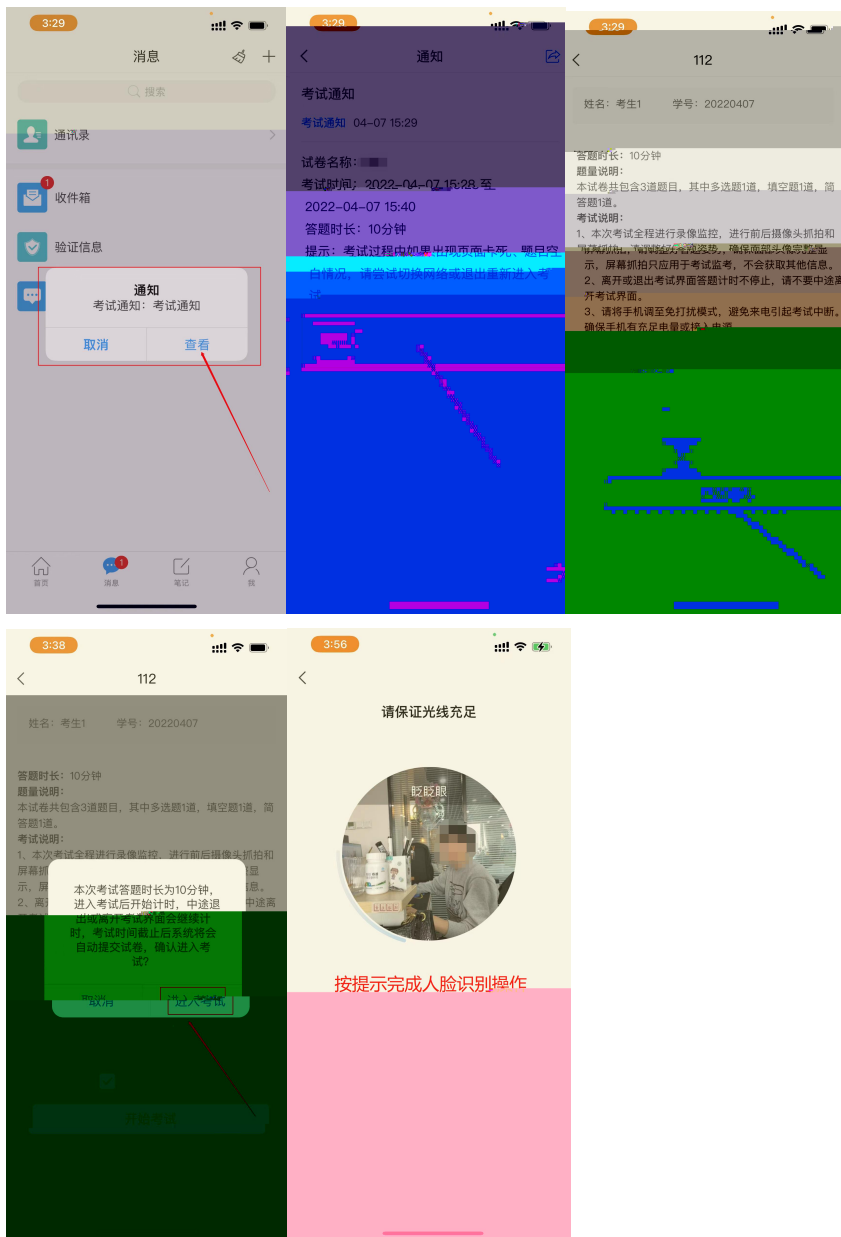 3:29
消息
搜索
通讯录
1
收件箱
验证信息
通知
考试通知：考试通知
取消
查看
首页
1
消息
笔记
我
3:29
通知
考试通知
考试通知 04-07 15:29
试卷名称：
考试时间：2022-04-07 15:28 至
2022-04-07 15:40
答题时长：10分钟
提示：考试过程中如果出现页面卡死、题目空
白情况，请尝试切换网络或退出重新进入考
试
3:29
112
姓名：考生1 学号：20220407
答题时长：10分钟
题量说明：
本试卷共包含3道题目，其中多选题1道，填空题1道，简
答题1道。
考试说明：
1、本次考试全程进行录像监控，进行前后摄像头抓拍和
示，屏幕抓拍只应用于考试监考，不会获取其他信息。
2、离开或退出考试界面答题计时不停止，请不要中途离
开考试界面。
3、请将手机调至免打扰模式，避免来电引起考试中断。
确保手机有充足电量或接入电源
3:38
112
姓名：考生1 学号：20220407
答题时长：10分钟
题量说明：
本试卷共包含3道题目，其中多选题1道，填空题1道，简
答题1道。
考试说明：
1、本次考试全程进行录像监控，进行前后摄像头抓拍和
屏幕抓
示，屏 信息。
2、离 中途离
本次考试答题时长为10分钟，
进入考试后开始计时，中途退
出或离开考试界面会继续计
时，考试时间截止后系统将会
自动提交试卷，确认进入考
试？
取消
进入考试
开始考试
3:56
请保证光线充足
眨眨眼
按提示完成人脸识别操作